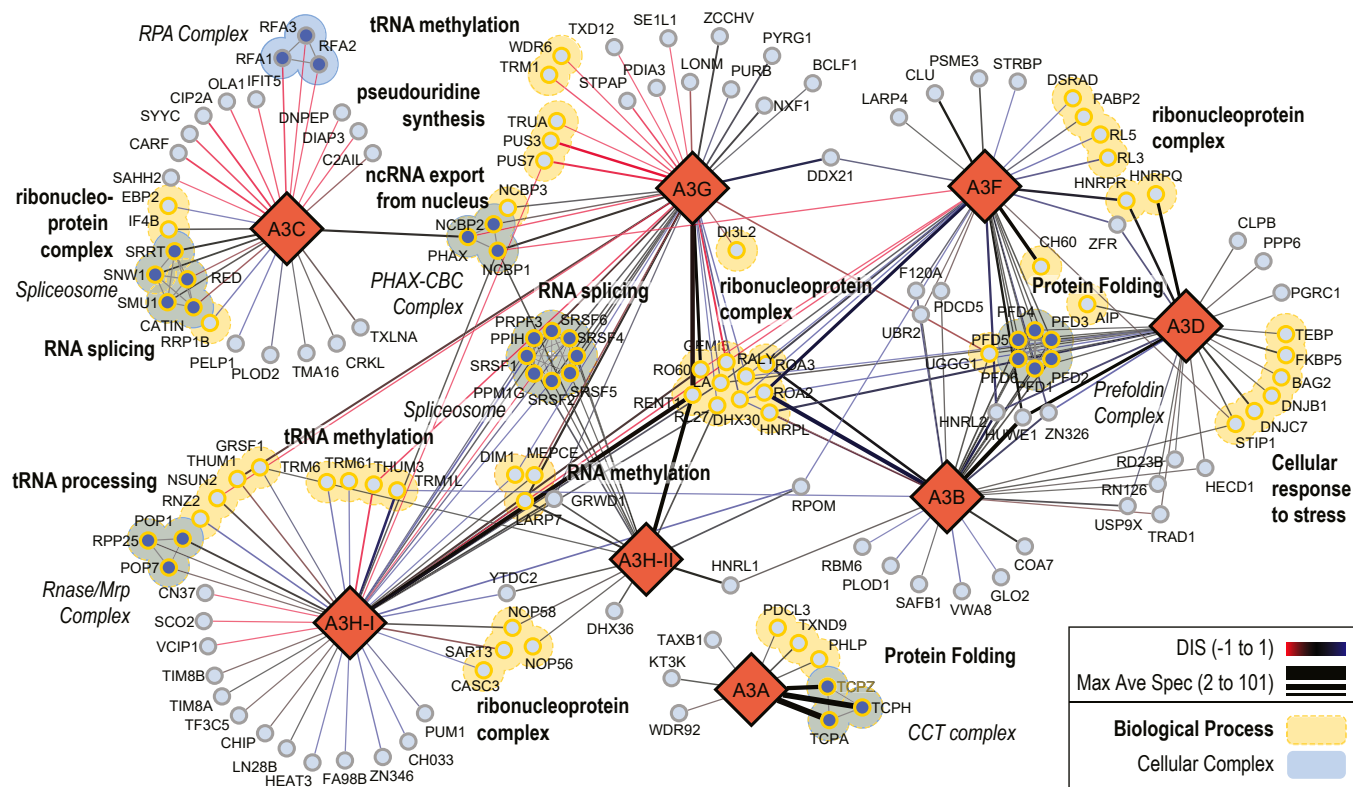 RPA Complex
RFA3
RFA2
RFA1
tRNA methylation
WDR6
TRM1
TXD12
SE1L1
ZCCHV
PYRG1
BCLF1
STPAP
PDIA3
LONM
PURB
NXF1
CLU
PSME3
STRBP
LARP4
DSRAD
PABP2
RL5
RL3
ribonucleoprotein
complex
HNRPR
HNRPQ
OLA1
IFIT5
CIP2A
SYYC
CARF
SAHH2
DNPEP
DIAP3
C2AIL
pseudouridine
synthesis
TRUA
PUS3
PUS7
ncRNA export
from nucleus
NCBP3
NCBP2
PHAX
NCBP1
PHAX-CBC
Complex
A3C
A3G
A3F
DDX21
ZFR
CLPB
PPP6
PGRC1
ribonucleo-
protein
complex
EBP2
IF4B
SRRT
SNW1
RED
SMU1
CATIN
RRP1B
Spliceosome
RNA splicing
PELP1
PLOD2
TMA16
CRKL
TXLNA
RNA splicing
PRPF3
SRSF6
PPIH
SRSF4
SRSF1
PPM1G
SRSF2
SRSF5
Spliceosome
DI3L2
ribonucleoprotein
complex
RO60
LA
RALY
ROA3
ROA2
RENT1
RL27
DHX30
HNRPL
F120A
PDCD5
UBR2
CH60
Protein Folding
AIP
PFD4
PFD3
PFD5
UGGG1
PFD6
PFD1
PFD2
Prefoldin
Complex
A3D
HNRL2
HUWE1
ZN326
TEBP
FKBP5
BAG2
DNJB1
DNJC7
STIP1
Cellular
response
to stress
RD23B
RN126
HECD1
USP9X
TRAD1
tRNA methylation
GRSF1
THUM1
NSUN2
RNZ2
TRM6
TRM61
THUM3
TRM1L
tRNA processing
POP1
RPP25
POP7
Rnase/Mrp
Complex
DIM1
MEPCE
RNA methylation
GRWD1
LARP7
RPOM
A3B
RBM6
PLOD1
SAFB1
VWA8
GLO2
COA7
A3H-II
HNRL1
YTDC2
DHX36
CN37
SCO2
VCIP1
TIM8B
TIM8A
TF3C5
CHIP
LN28B
HEAT3
FA98B
ZN346
CH033
PUM1
A3H-I
NOP58
SART3
NOP56
CASC3
ribonucleoprotein
complex
PDCL3
TXND9
PHLP
TAXB1
KT3K
WDR92
A3A
Protein Folding
TCPZ
TCPH
TCPA
CCT complex
DIS (-1 to 1)
Max Ave Spec (2 to 101)
Biological Process
Cellular Complex